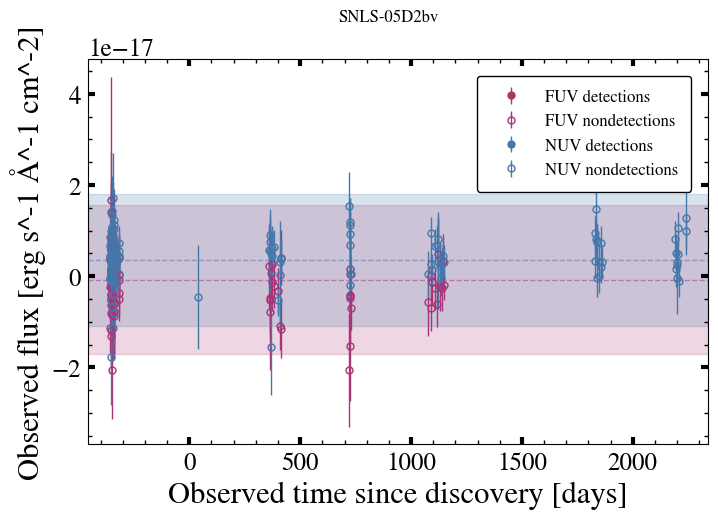 SNLS-05D2bv
1e−17
Observed flux [erg s^-1 Å^-1 cm^-2]
4
2
0
−2
FUV detections
FUV nondetections
NUV detections
NUV nondetections
0 500 1000 1500 2000
Observed time since discovery [days]